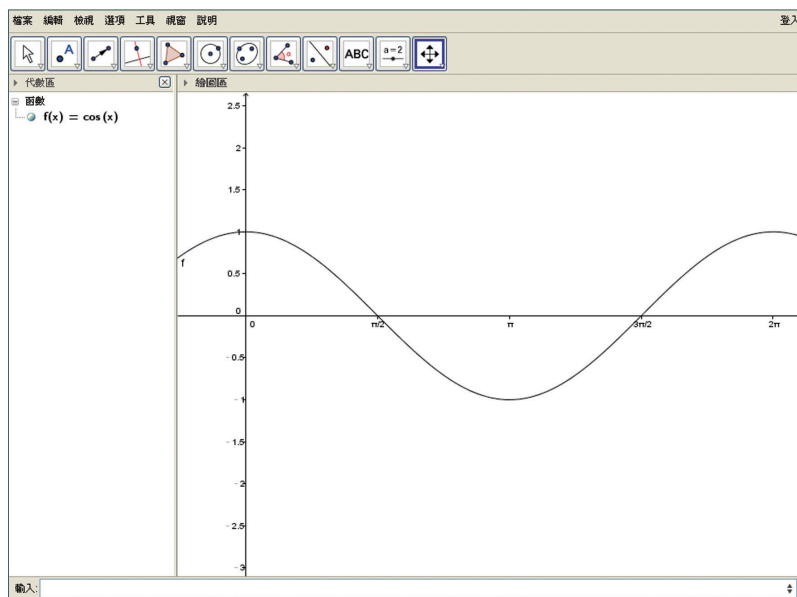 檔案 編輯 檢視 選項 工具 視窗 說明 登入
A ABC a = 2
代數區 繪圖區
函數
f(x) = cos(x)
2.5
2
1.5
1
f
0.5
0
0 π/2 π 3π/2 2π
- 0.5
- 1
- 1.5
- 2
- 2.5
- 3
輸入: